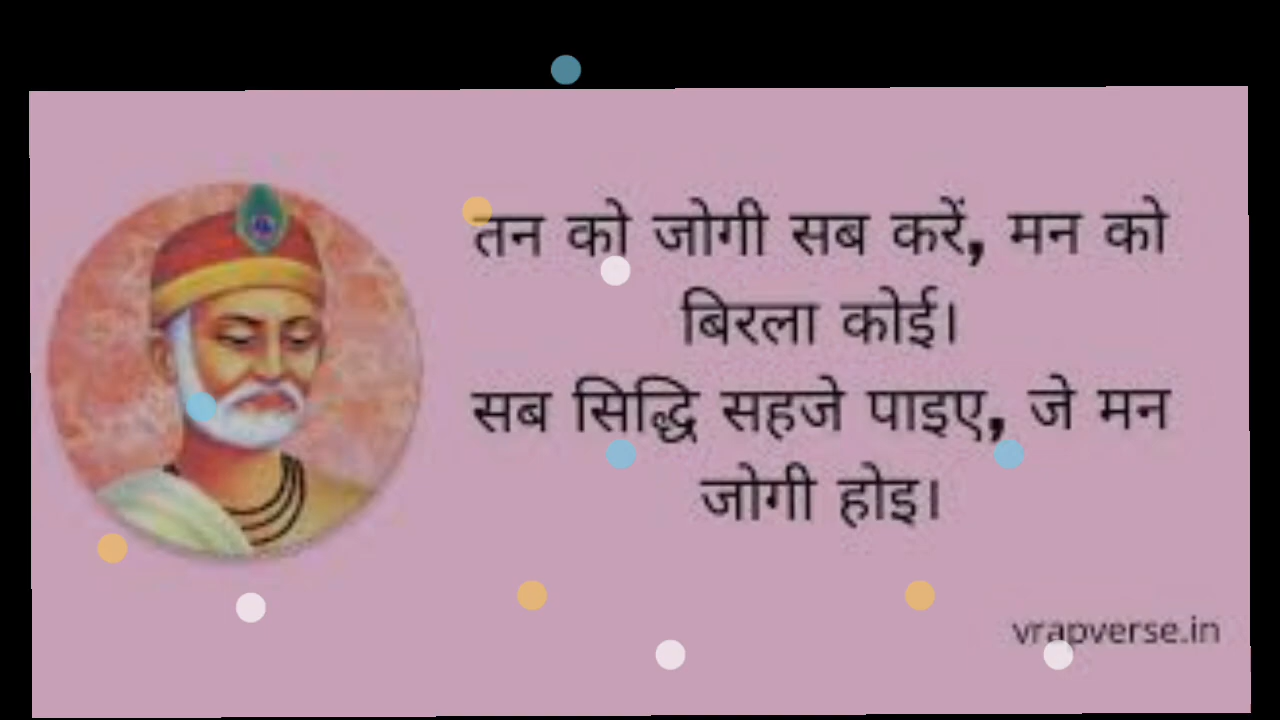 तन को जोगी सब करें, मन को
बिरला कोई।
सब सिद्धि सहजे पाइए, जे मन
जोगी होइ।
vrapverse.in